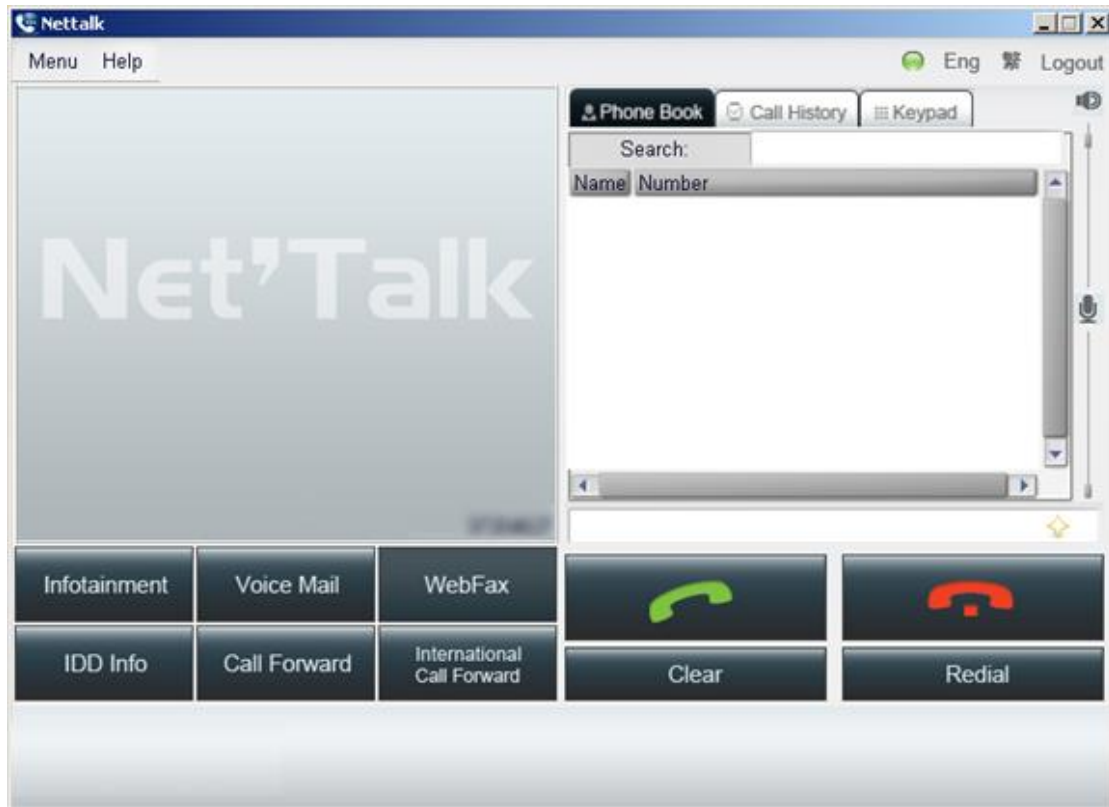 Nettalk
Menu Help
Eng 繁 Logout
Net'Talk
Phone Book Call History Keypad
Search:
Name Number
Infotainment Voice Mail WebFax
IDD Info Call Forward International
Call Forward
Clear Redial